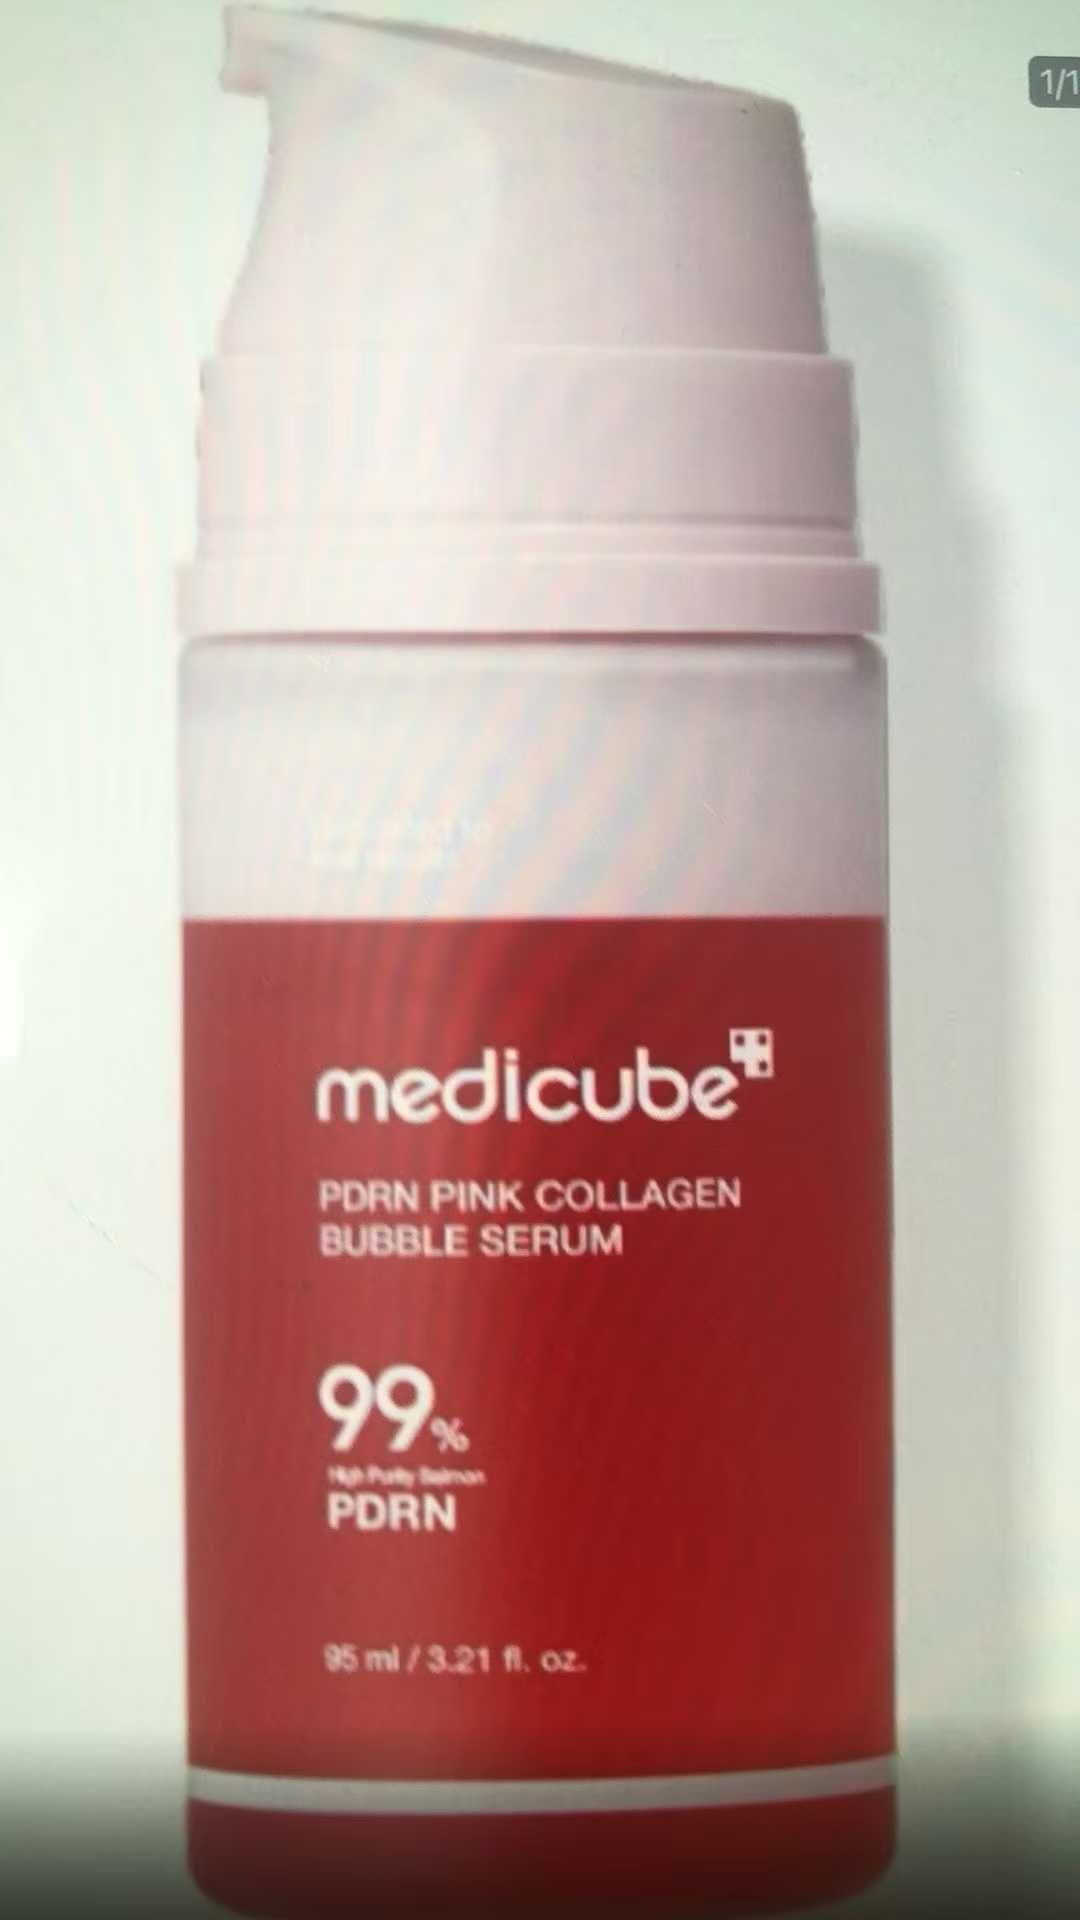 1/1
medicube
PDRN PINK COLLAGEN
BUBBLE SERUM
99%
High Purity Salmon
PDRN
95 ml / 3.21 fl. oz.